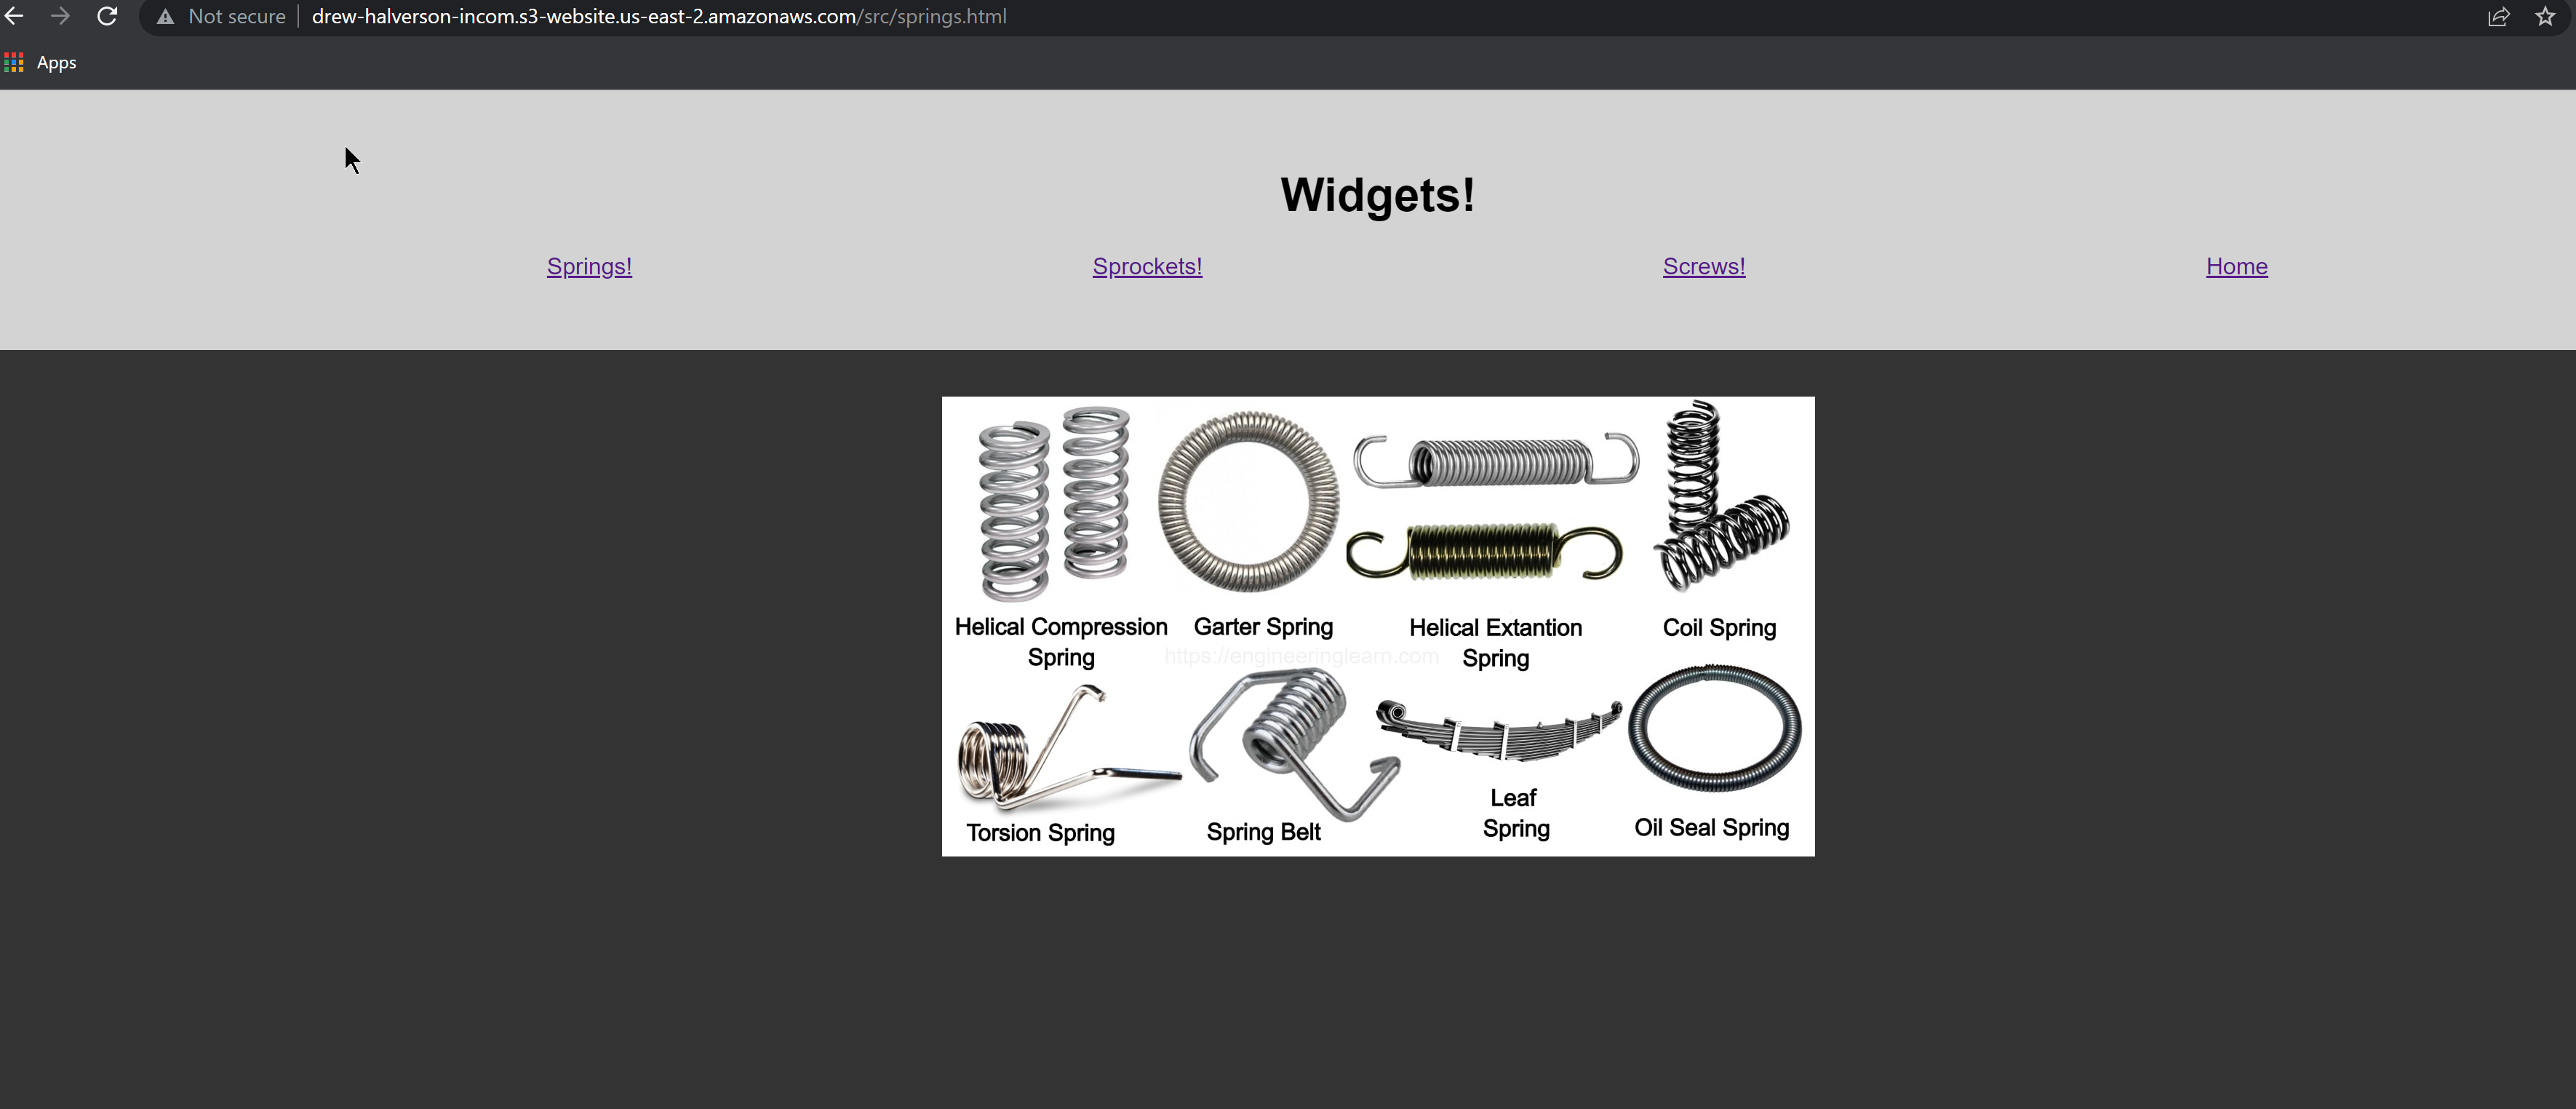 Not secure | drew-halverson-incom.s3-website.us-east-2.amazonaws.com/src/springs.html
Apps
Widgets!
Springs! Sprockets! Screws! Home
Helical Compression
Spring
Garter Spring
Helical Extantion
Spring
Coil Spring
https://engineeringlearn.com
Torsion Spring
Spring Belt
Leaf
Spring
Oil Seal Spring